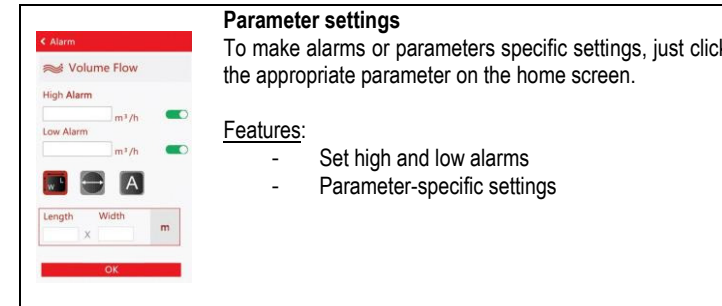 < Alarm
Volume Flow
High Alarm
m³/h
Low Alarm
m³/h
W L
A
Length Width
X
m
OK
Parameter settings
To make alarms or parameters specific settings, just click
the appropriate parameter on the home screen.
Features:
- Set high and low alarms
- Parameter-specific settings